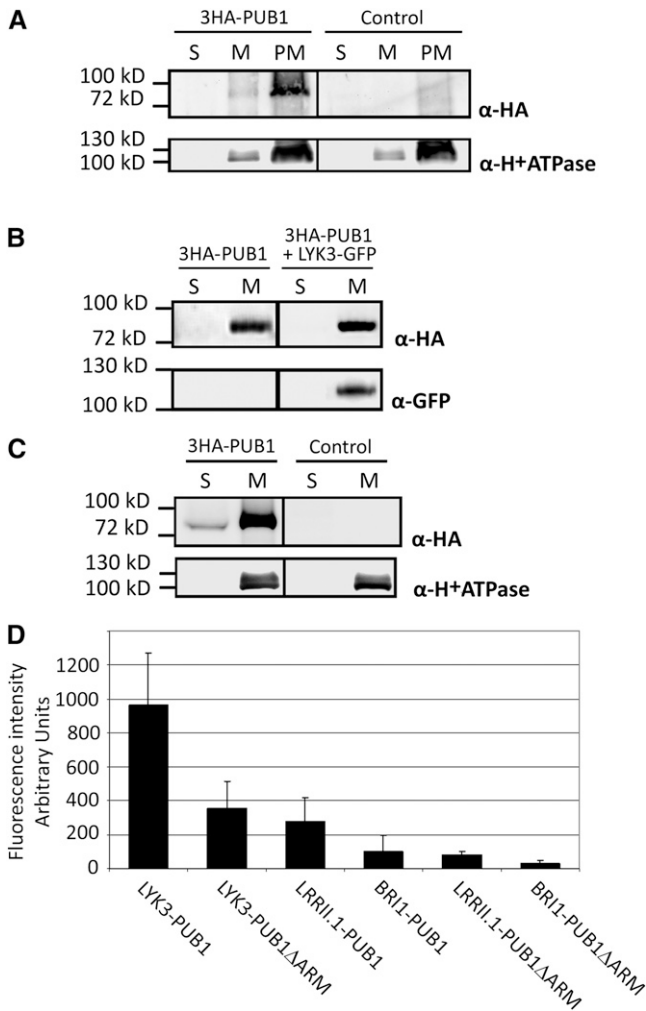 A
3HA-PUB1 Control
S M PM S M PM
100 kD
72 kD
α-HA
130 kD
100 kD
α-H+ATPase
B
3HA-PUB1 3HA-PUB1 + LYK3-GFP
S M S M
100 kD
72 kD
α-HA
130 kD
100 kD
α-GFP
C
3HA-PUB1 Control
S M S M
100 kD
72 kD
α-HA
130 kD
100 kD
α-H+ATPase
D
Fluorescence intensity
Arbitrary Units
1200
1000
800
600
400
200
0
LYK3-PUB1
LYK3-PUB1ΔARM
LRRII.1-PUB1
BRI1-PUB1
LRRII.1-PUB1ΔARM
BRI1-PUB1ΔARM